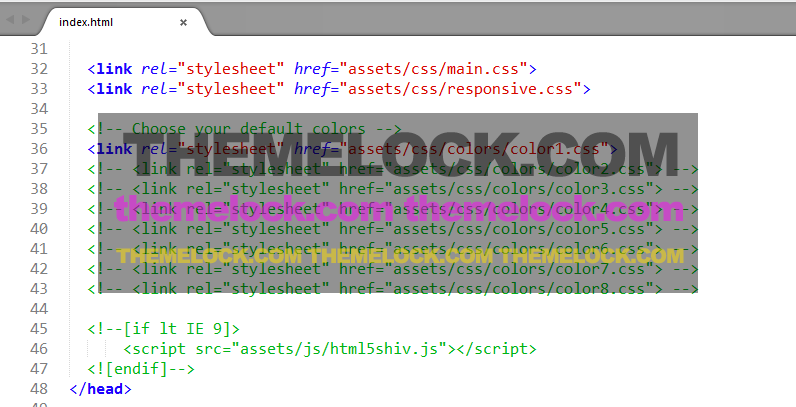 index.html ×
31
32 <link rel="stylesheet" href="assets/css/main.css">
33 <link rel="stylesheet" href="assets/css/responsive.css">
34
35 <!-- Choose your default colors -->
36 <link rel="stylesheet" href="assets/css/colors/color1.css">
THEMELOCK.COM
37 <!-- <link rel="stylesheet" href="assets/css/colors/color2.css"> -->
38 <!-- <link rel="stylesheet" href="assets/css/colors/color3.css"> -->
39 <!-- <link rel="stylesheet" href="assets/css/colors/color4.css"> -->
themelock.com themelock.com
40 <!-- <link rel="stylesheet" href="assets/css/colors/color5.css"> -->
41 <!-- <link rel="stylesheet" href="assets/css/colors/color6.css"> -->
THEMELOCK.COM THEMELOCK.COM THEMELOCK.COM
42 <!-- <link rel="stylesheet" href="assets/css/colors/color7.css"> -->
43 <!-- <link rel="stylesheet" href="assets/css/colors/color8.css"> -->
44
45 <!--[if lt IE 9]>
46 <script src="assets/js/html5shiv.js"></script>
47 <![endif]-->
48 </head>
49